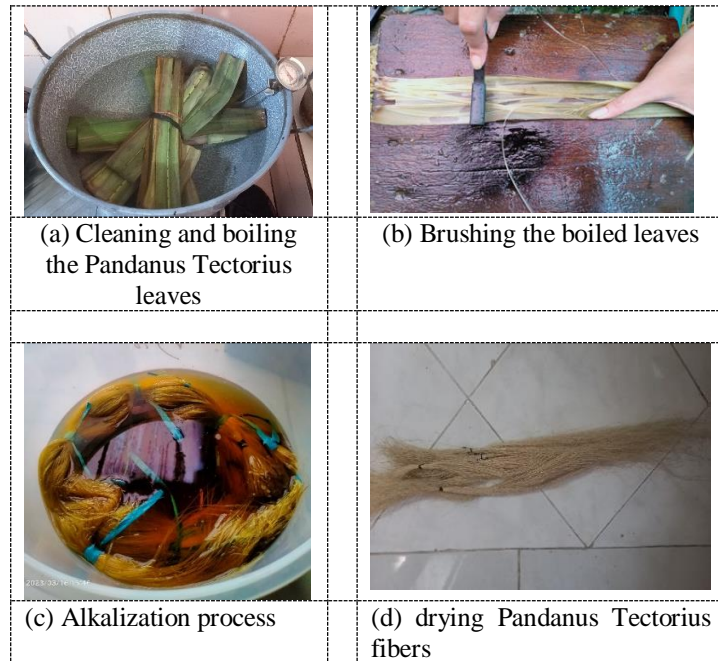 (a) Cleaning and boiling
the Pandanus Tectorius
leaves
(b) Brushing the boiled leaves
(c) Alkalization process
(d) drying Pandanus Tectorius
fibers